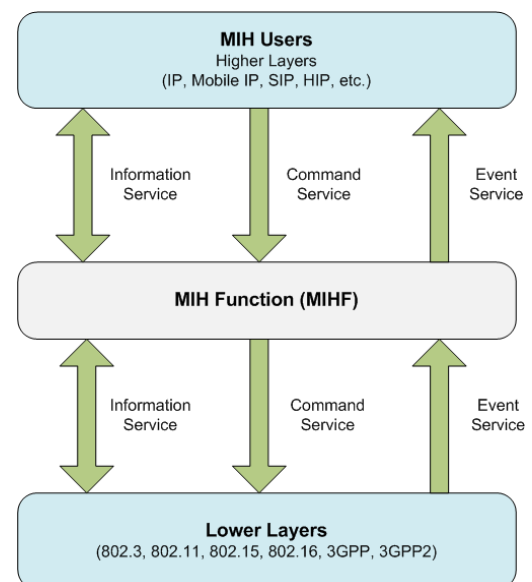 MIH Users
Higher Layers
(IP, Mobile IP, SIP, HIP, etc.)
Information
Service
Command
Service
Event
Service
MIH Function (MIHF)
Information
Service
Command
Service
Event
Service
Lower Layers
(802.3, 802.11, 802.15, 802.16, 3GPP, 3GPP2)